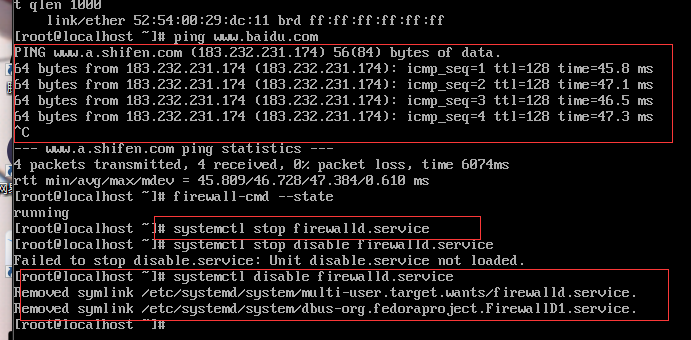 t qlen 1000
link/ether 52:54:00:29:dc:11 brd ff:ff:ff:ff:ff:ff
[root@localhost ~]# ping www.baidu.com
PING www.a.shifen.com (183.232.231.174) 56(84) bytes of data.
64 bytes from 183.232.231.174 (183.232.231.174): icmp_seq=1 ttl=128 time=45.8 ms
64 bytes from 183.232.231.174 (183.232.231.174): icmp_seq=2 ttl=128 time=47.1 ms
64 bytes from 183.232.231.174 (183.232.231.174): icmp_seq=3 ttl=128 time=46.5 ms
64 bytes from 183.232.231.174 (183.232.231.174): icmp_seq=4 ttl=128 time=47.3 ms
^C
--- www.a.shifen.com ping statistics ---
4 packets transmitted, 4 received, 0% packet loss, time 6074ms
rtt min/avg/max/mdev = 45.809/46.728/47.384/0.610 ms
[root@localhost ~]# firewall-cmd --state
running
[root@localhost ~]# systemctl stop firewalld.service
[root@localhost ~]# systemctl stop disable firewalld.service
Failed to stop disable.service: Unit disable.service not loaded.
[root@localhost ~]# systemctl disable firewalld.service
Removed symlink /etc/systemd/system/multi-user.target.wants/firewalld.service.
Removed symlink /etc/systemd/system/dbus-org.fedoraproject.FirewallD1.service.
[root@localhost ~]#